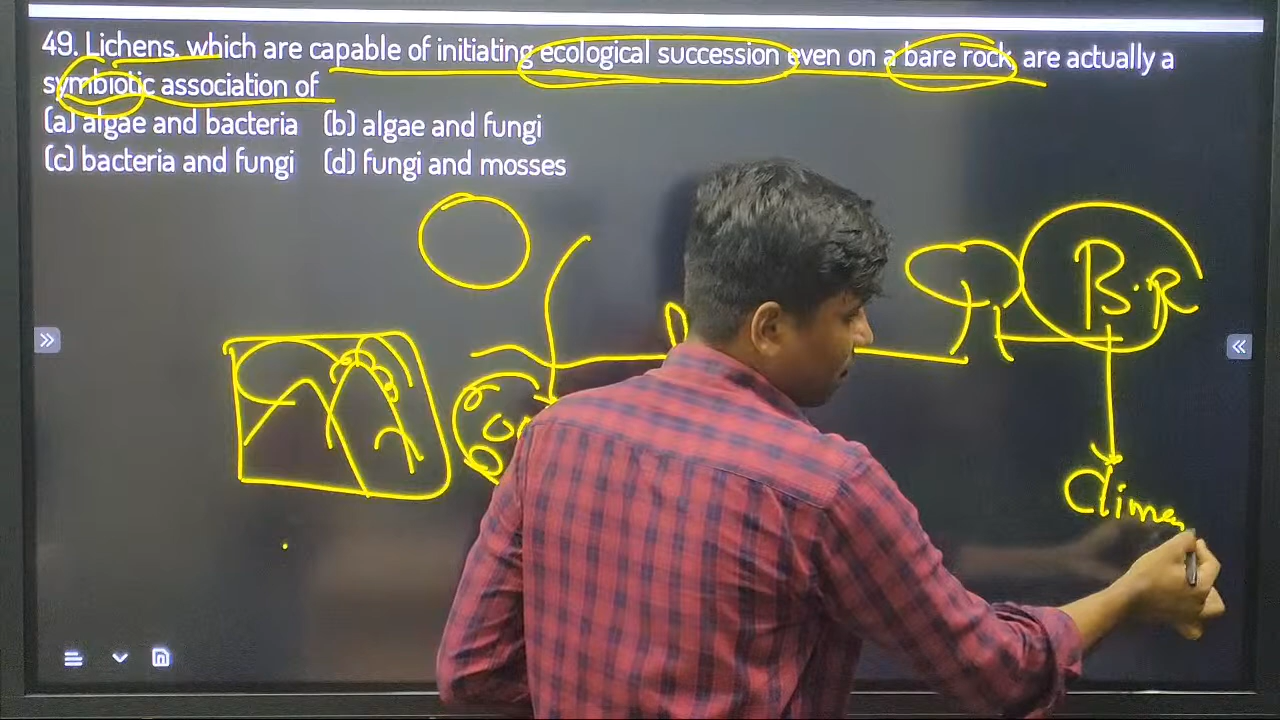 49. Lichens, which are capable of initiating ecological succession even on a bare rock, are actually a
symbiotic association of
(a) algae and bacteria (b) algae and fungi
(c) bacteria and fungi (d) fungi and mosses
B.R